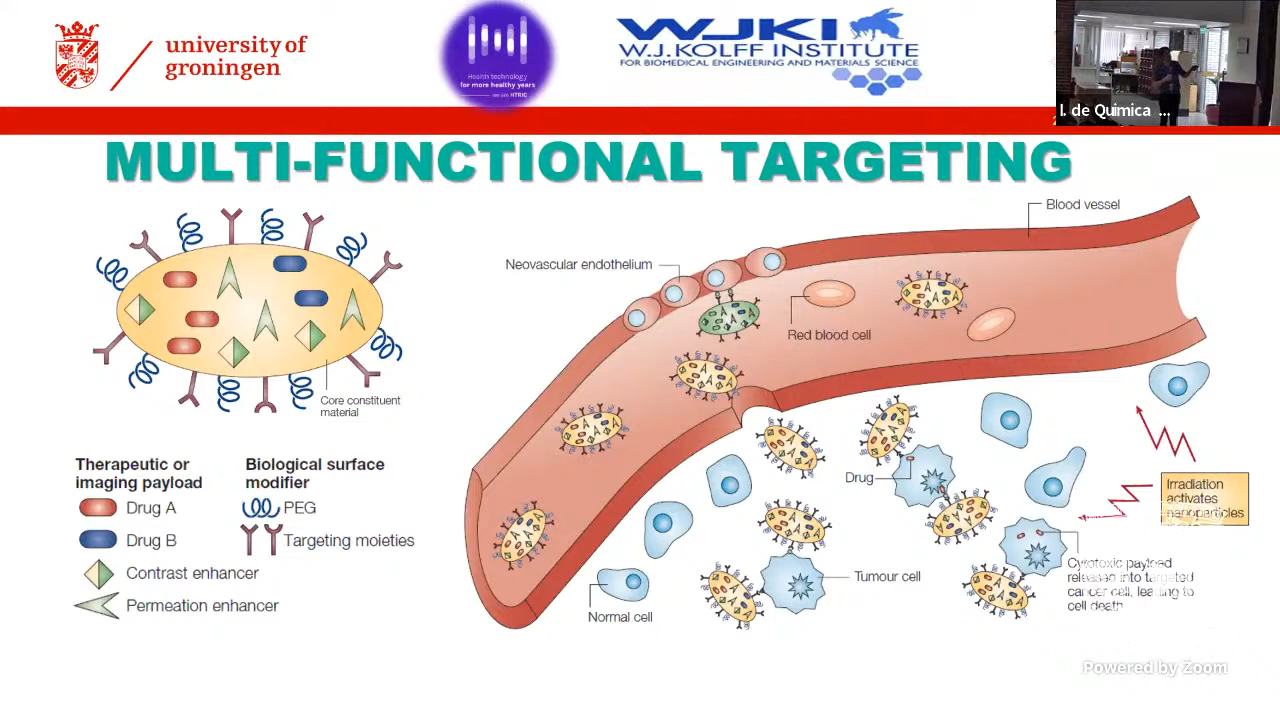 university of
groningen
Health technology
for more healthy years
WJKI
W.J.KOLFF INSTITUTE
FOR BIOMEDICAL ENGINEERING AND MATERIALS SCIENCE
I. de Quimica ...
MULTI-FUNCTIONAL TARGETING
Blood vessel
Neovascular endothelium
Red blood cell
Core constituent
material
Therapeutic or
imaging payload
Drug A
Drug B
Contrast enhancer
Permeation enhancer
Biological surface
modifier
PEG
Targeting moieties
Drug
Irradiation
activates
nanoparticles
Tumour cell
Normal cell
Cytotoxic payload
released into targeted
cancer cell, leading to
cell death
Powered by Zoom